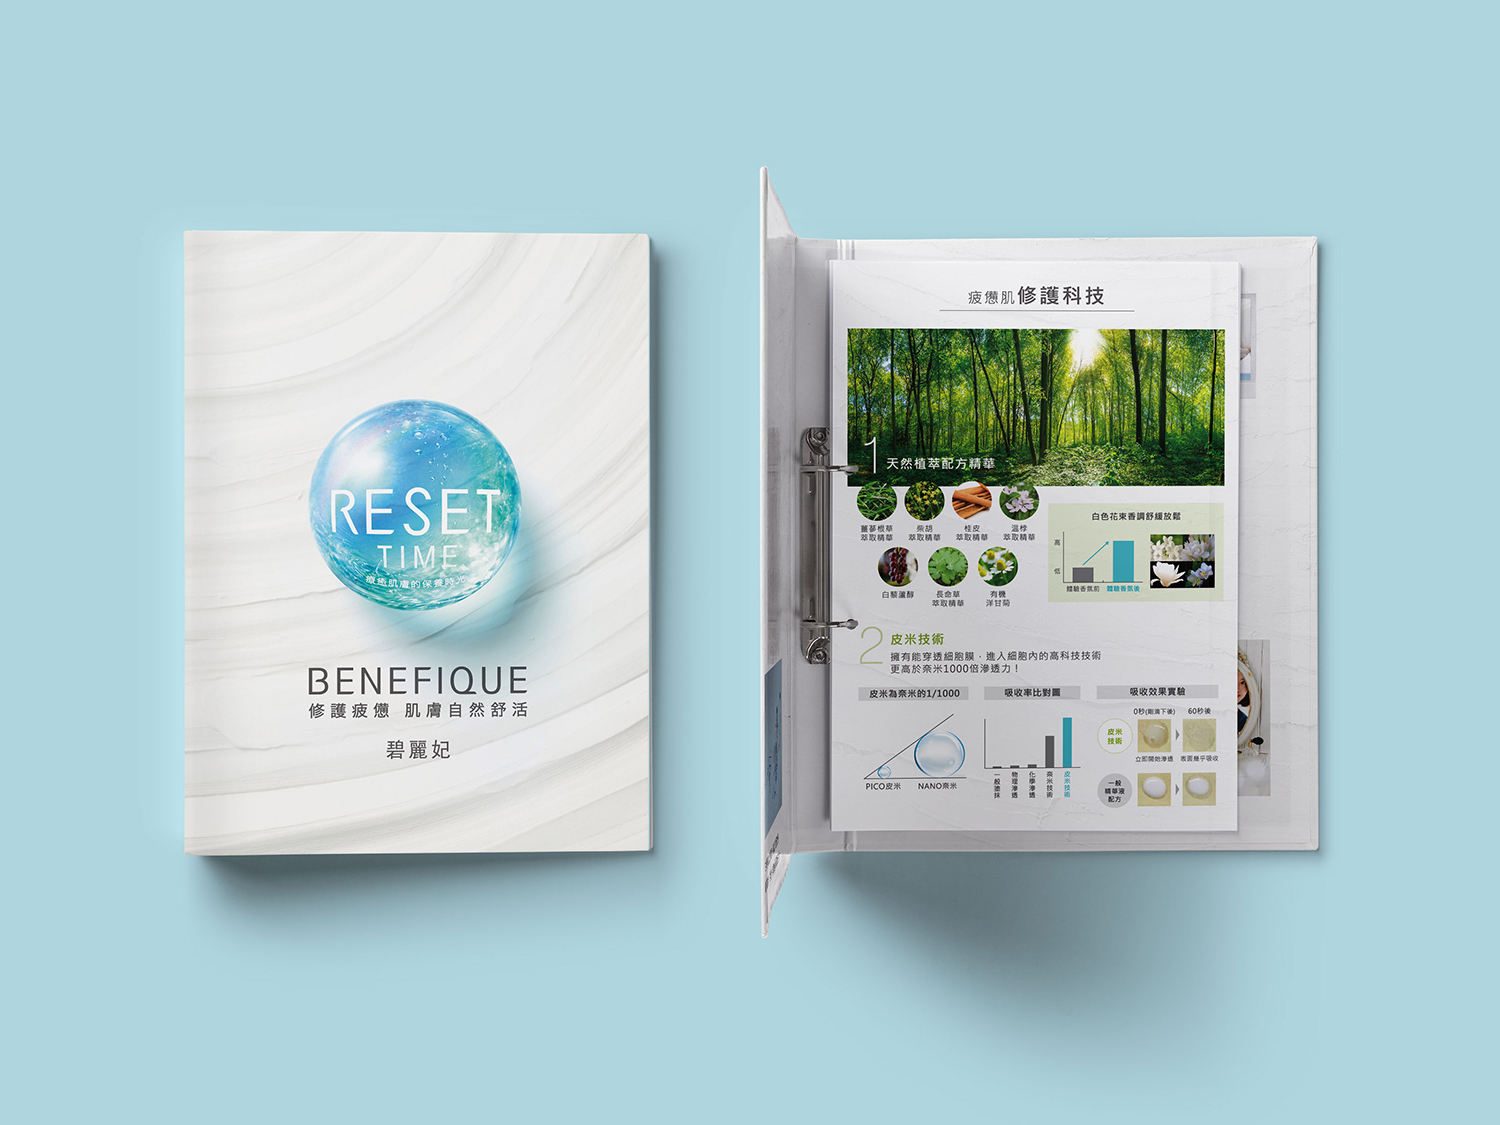 RESET
TIME
療癒肌膚的保養時光
BENEFIQUE
修護疲憊 肌膚自然舒活
碧麗妃
疲憊肌修護科技
1 天然植萃配方精華
薑蔘根草
萃取精華
柴胡
萃取精華
桂皮
萃取精華
溫桲
萃取精華
白藜蘆醇
長命草
萃取精華
有機
洋甘菊
白色花束香調舒緩放鬆
高
低
體驗香氛前
體驗香氛後
2 皮米技術
擁有能穿透細胞膜，進入細胞內的高科技技術
更高於奈米1000倍滲透力！
皮米為奈米的1/1000
PICO皮米
NANO奈米
吸收率比對圖
一般塗抹
物理滲透
化學滲透
奈米技術
皮米技術
吸收效果實驗
0秒(剛滴下後)
60秒後
皮米
技術
立即開始滲透
表面幾乎吸收
一般
精華液
配方